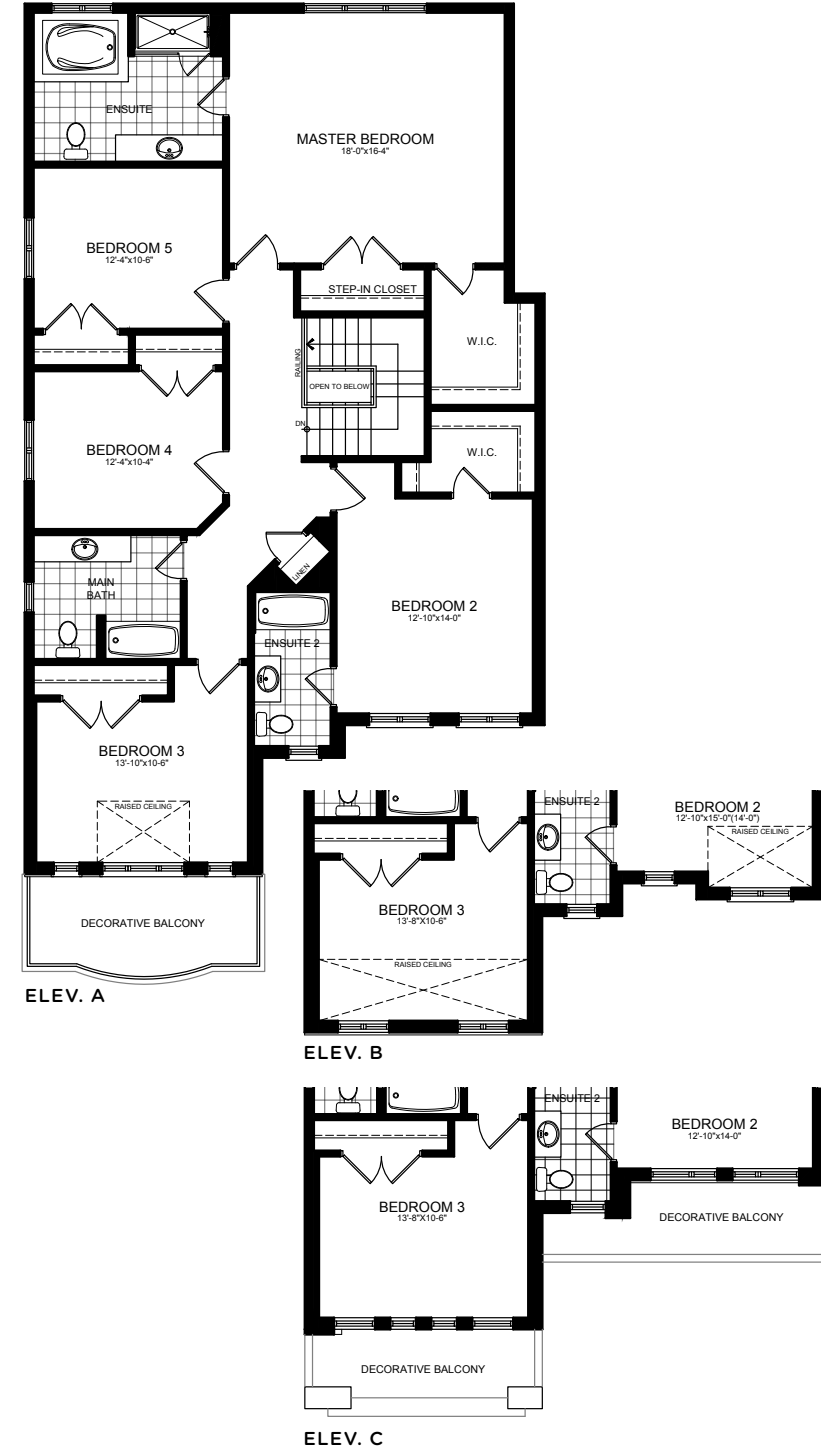 ENSUITE
MASTER BEDROOM
18'-0"x16-4"
BEDROOM 5
12'-4"x10-6"
STEP-IN CLOSET
W.I.C.
RAILING
OPEN TO BELOW
DN
BEDROOM 4
12'-4"x10-4"
W.I.C.
LINEN
MAIN
BATH
BEDROOM 2
12'-10"x14-0"
ENSUITE 2
BEDROOM 3
13'-10"x10-6"
RAISED CEILING
DECORATIVE BALCONY
ELEV. A
ENSUITE 2
BEDROOM 2
12'-10"x15'-0"(14'-0")
RAISED CEILING
BEDROOM 3
13'-8"X10-6"
RAISED CEILING
ELEV. B
ENSUITE 2
BEDROOM 2
12'-10"x14-0"
BEDROOM 3
13'-8"X10-6"
DECORATIVE BALCONY
DECORATIVE BALCONY
ELEV. C